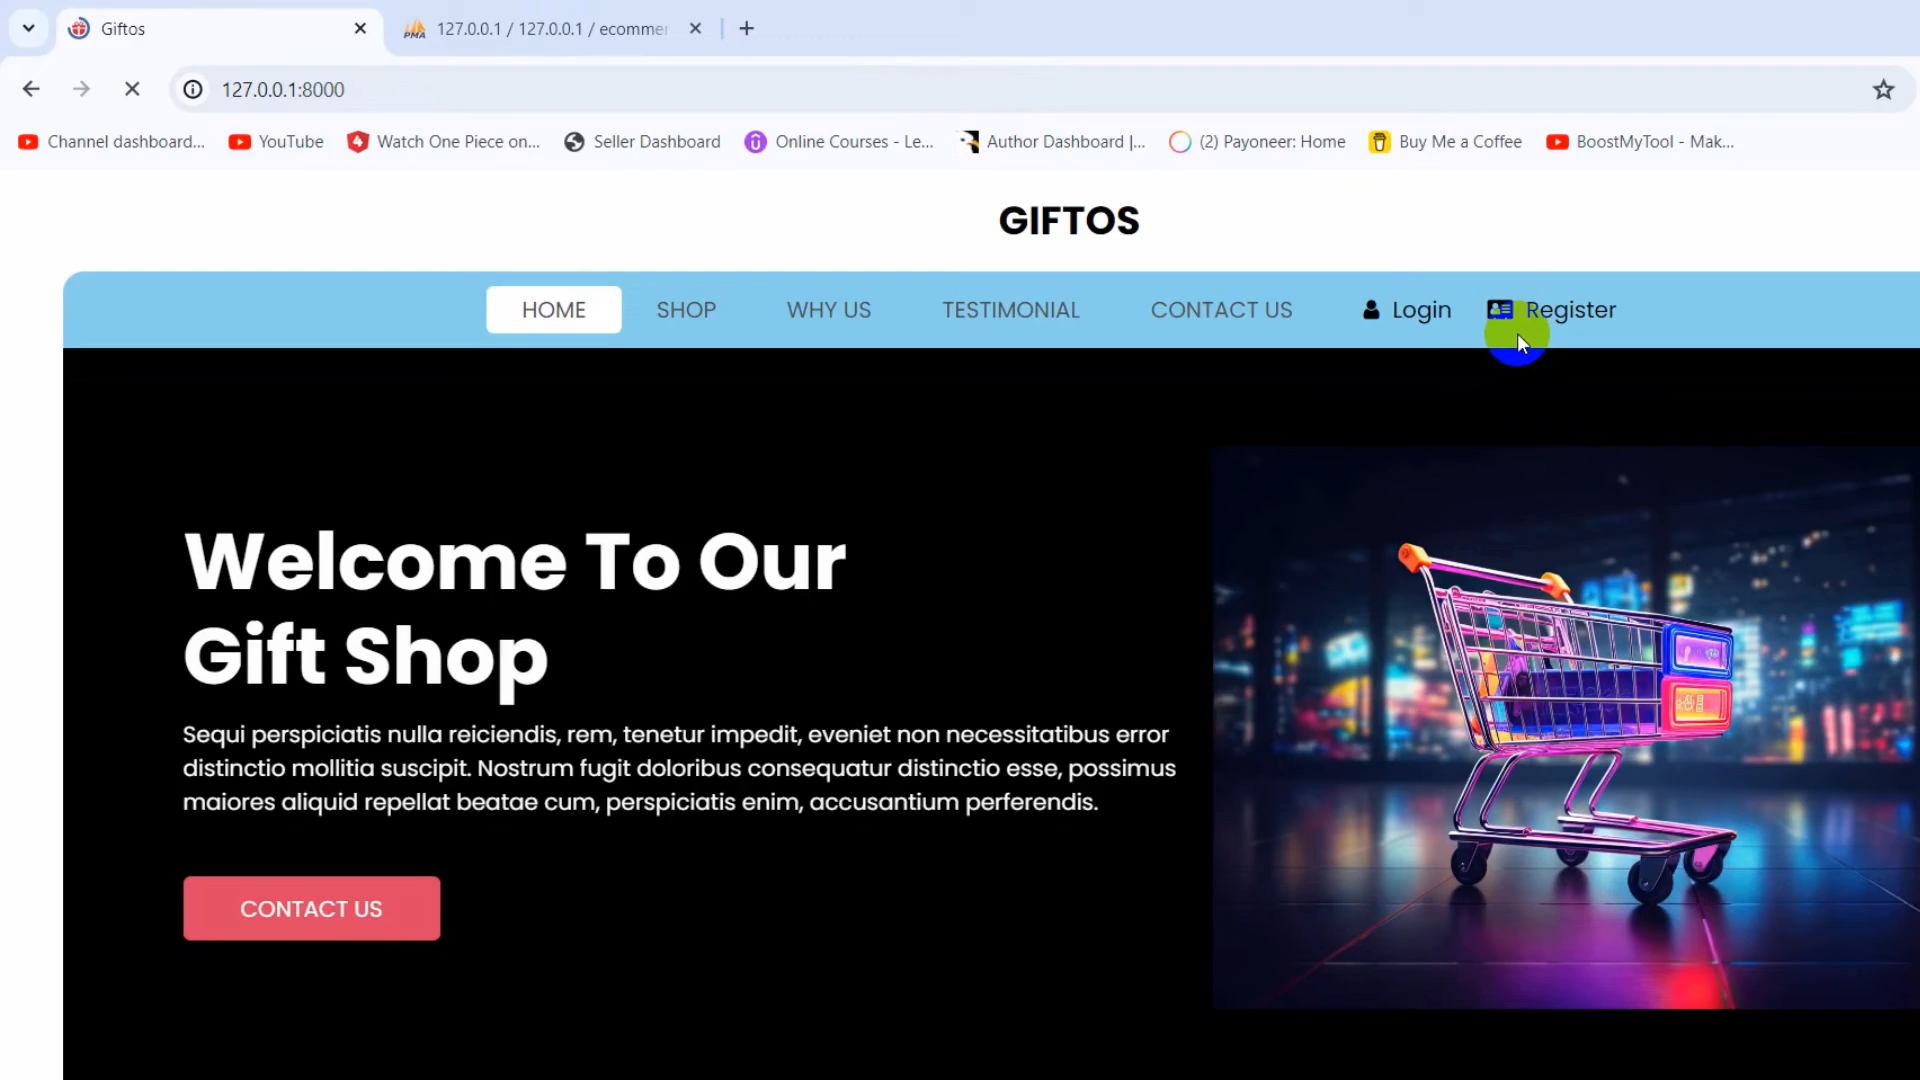 Giftos
127.0.0.1 / 127.0.0.1 / ecomme
127.0.0.1:8000
Channel dashboard...
YouTube
Watch One Piece on...
Seller Dashboard
Online Courses - Le...
Author Dashboard |...
(2) Payoneer: Home
Buy Me a Coffee
BoostMyTool - Mak...
GIFTOS
HOME
SHOP
WHY US
TESTIMONIAL
CONTACT US
Login
Register
Welcome To Our
Gift Shop
Sequi perspiciatis nulla reiciendis, rem, tenetur impedit, eveniet non necessitatibus error
distinctio mollitia suscipit. Nostrum fugit doloribus consequatur distinctio esse, possimus
maiores aliquid repellat beatae cum, perspiciatis enim, accusantium perferendis.
CONTACT US